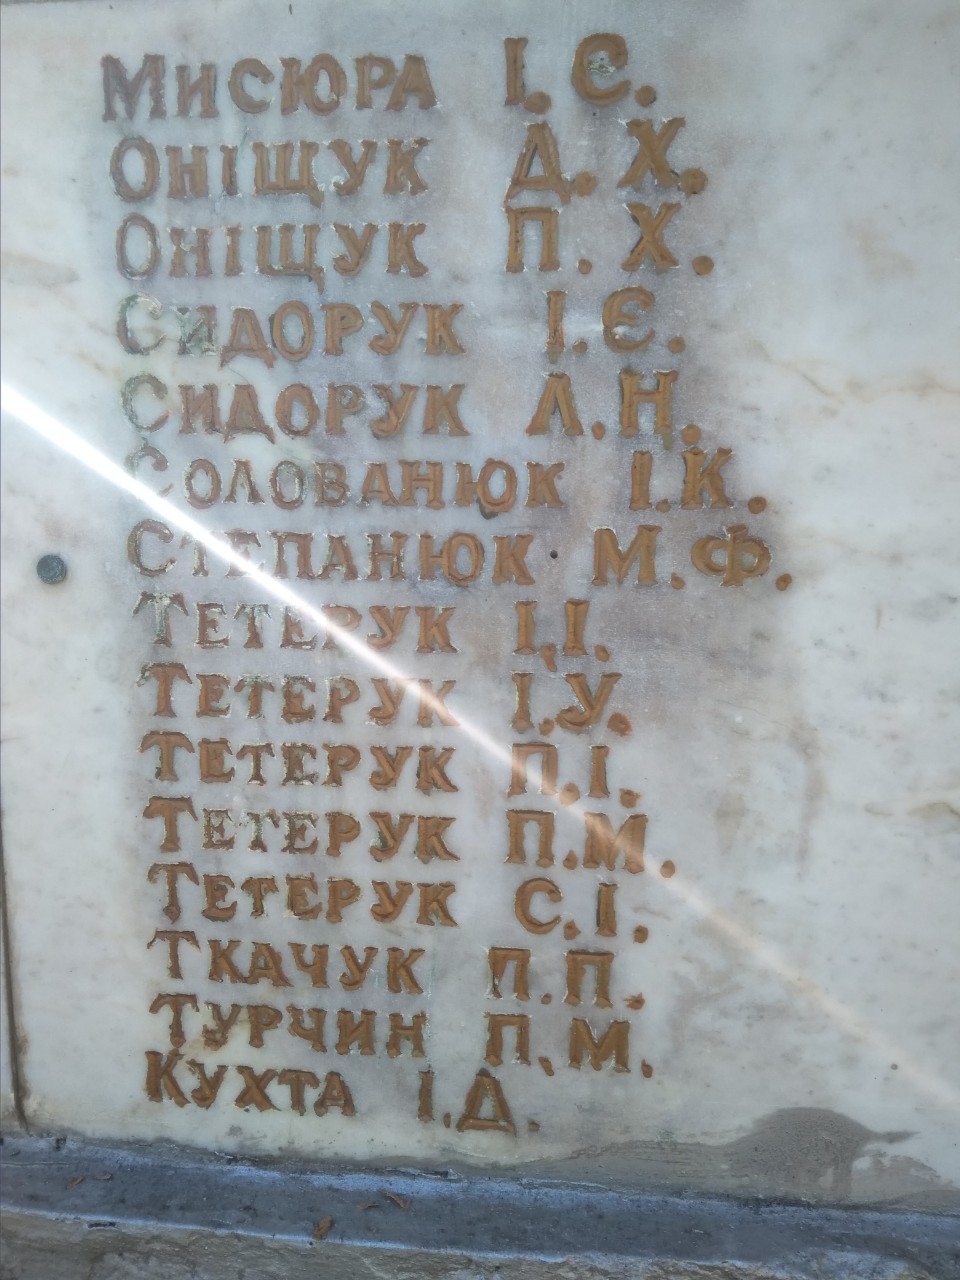 Мисюра І. Є.
Оніщук Д. Х.
Оніщук П. Х.
Сидорук І. Є.
Сидорук Л. Н.
Солованюк І. К.
Степанюк М. Ф.
Тетерук І. І.
Тетерук І. У.
Тетерук П. І.
Тетерук П. М.
Тетерук С. І.
Ткачук П. П.
Турчин П. М.
Кухта І. Д.